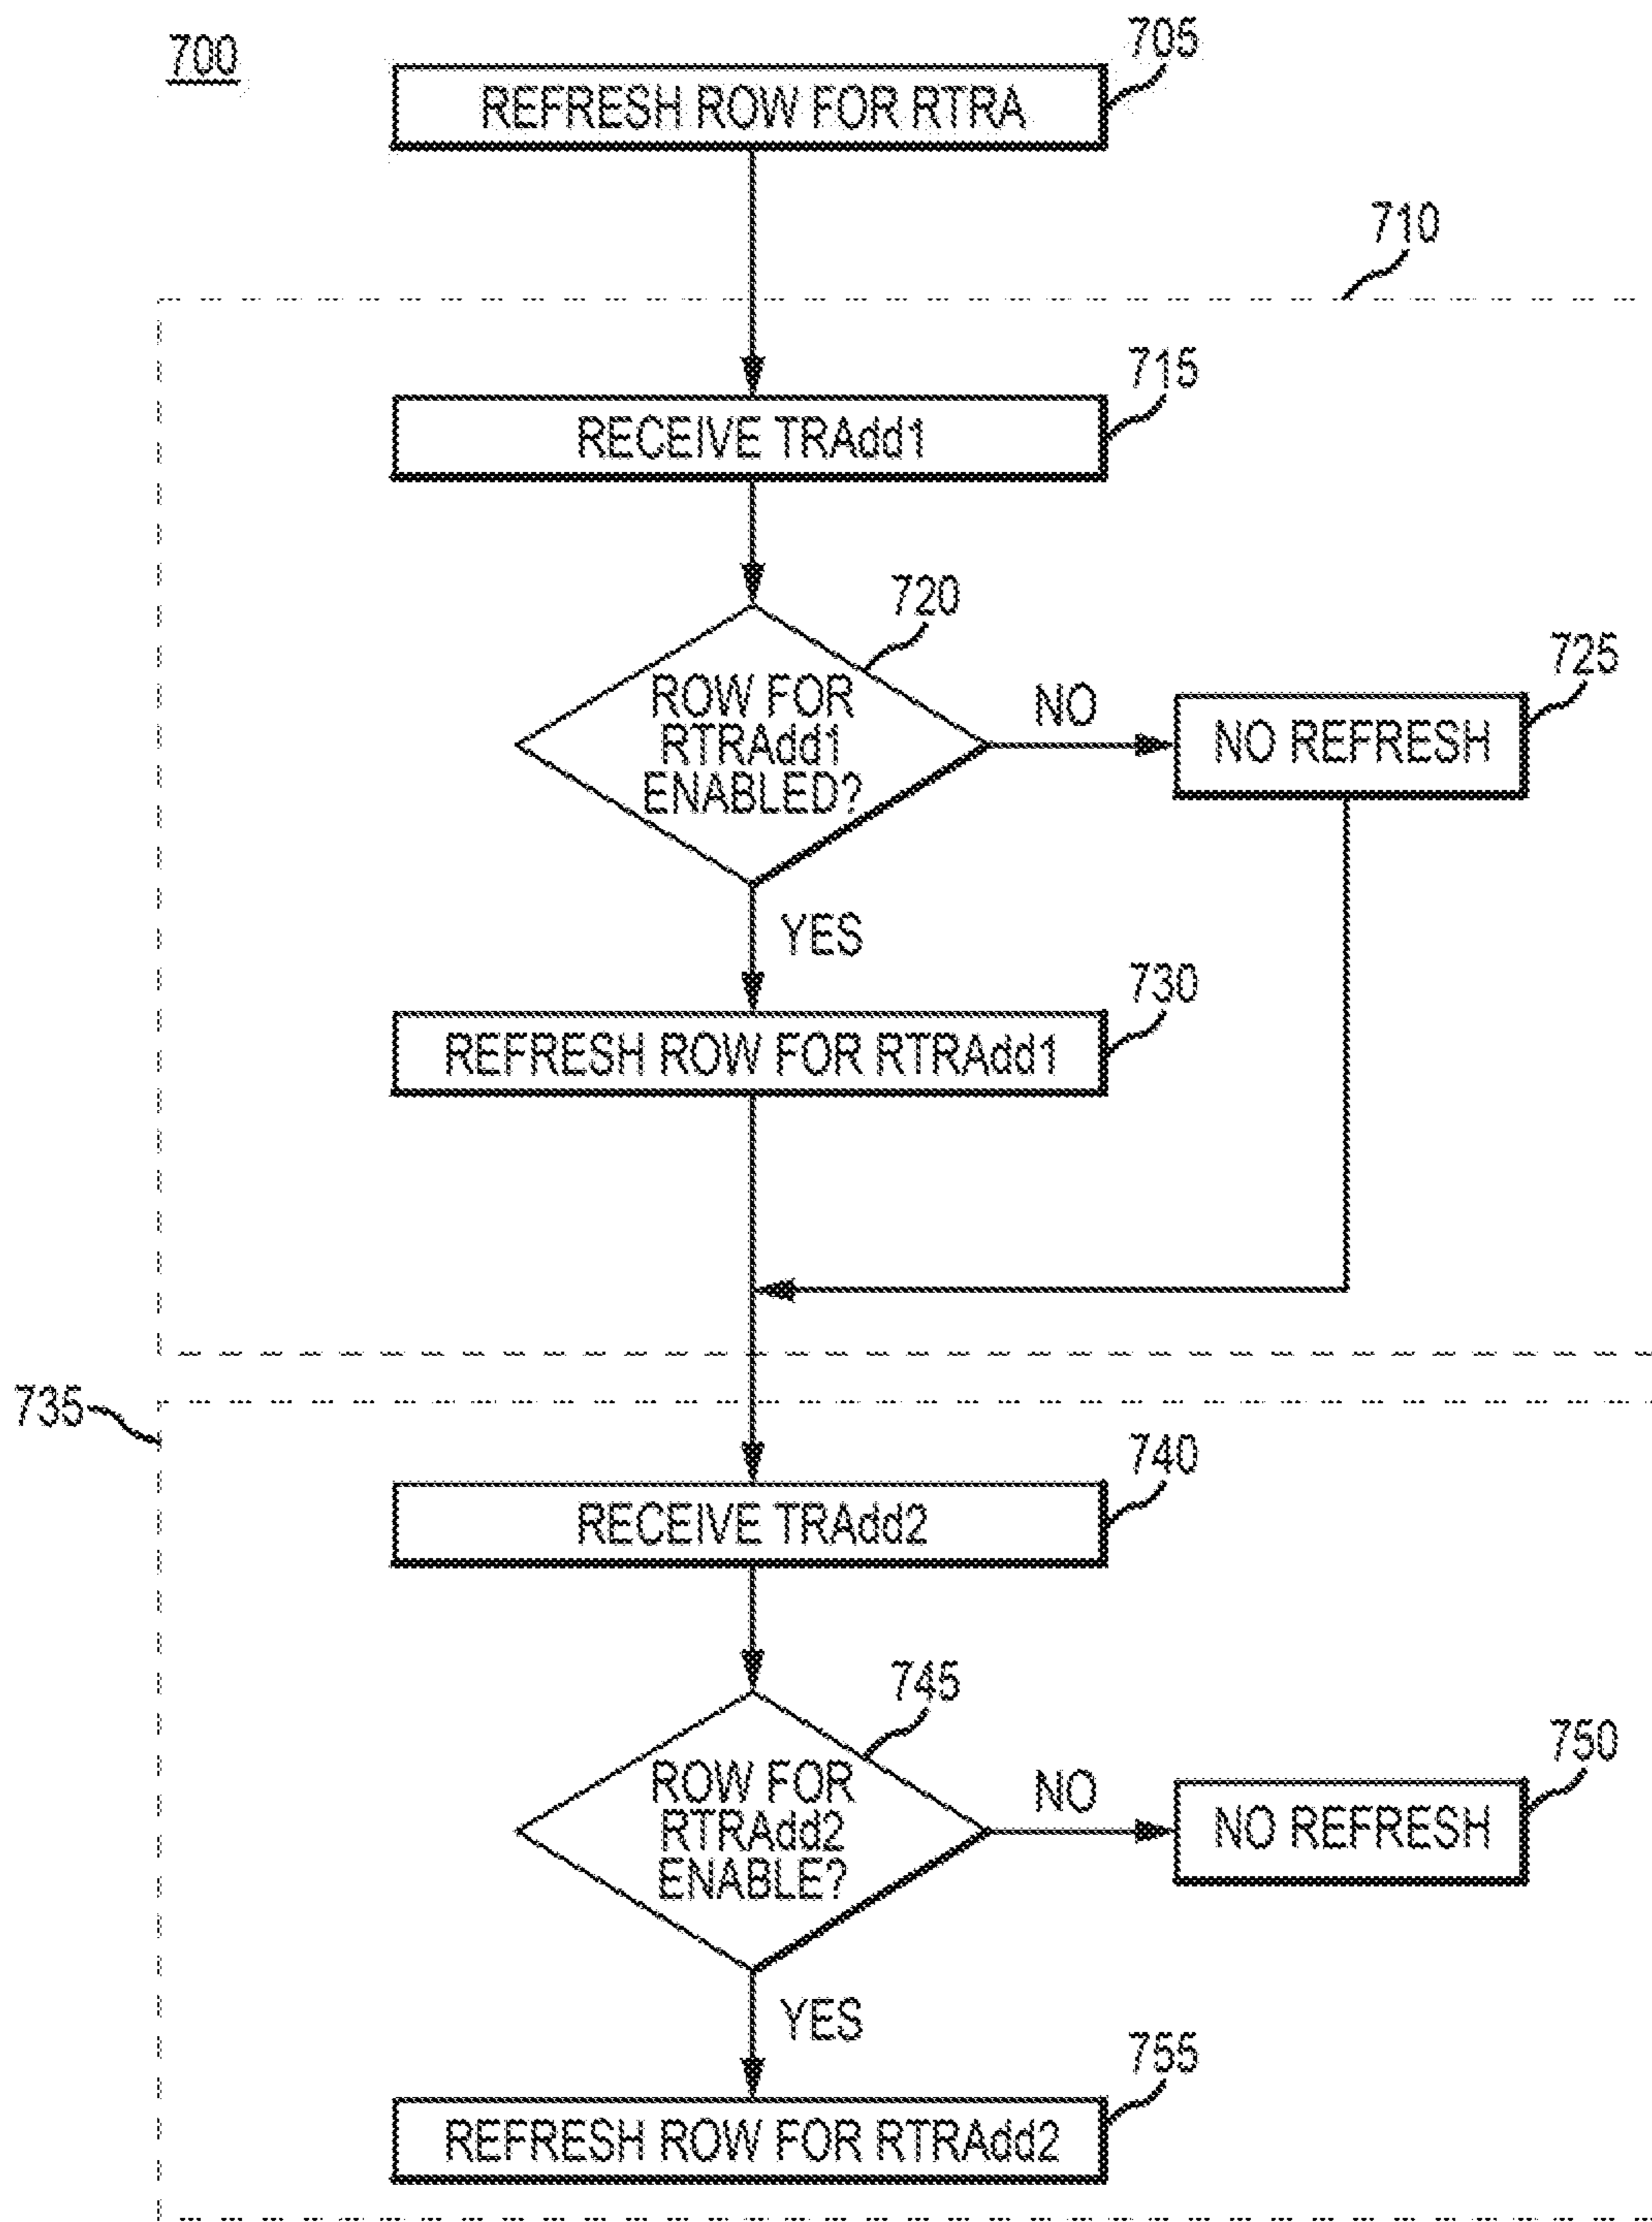 700
705
REFRESH ROW FOR RTRA
710
715
RECEIVE TRAdd1
720
ROW FOR
RTRAdd1
ENABLED?
NO
725
NO REFRESH
YES
730
REFRESH ROW FOR RTRAdd1
735
740
RECEIVE TRAdd2
745
ROW FOR
RTRAdd2
ENABLE?
NO
750
NO REFRESH
YES
755
REFRESH ROW FOR RTRAdd2